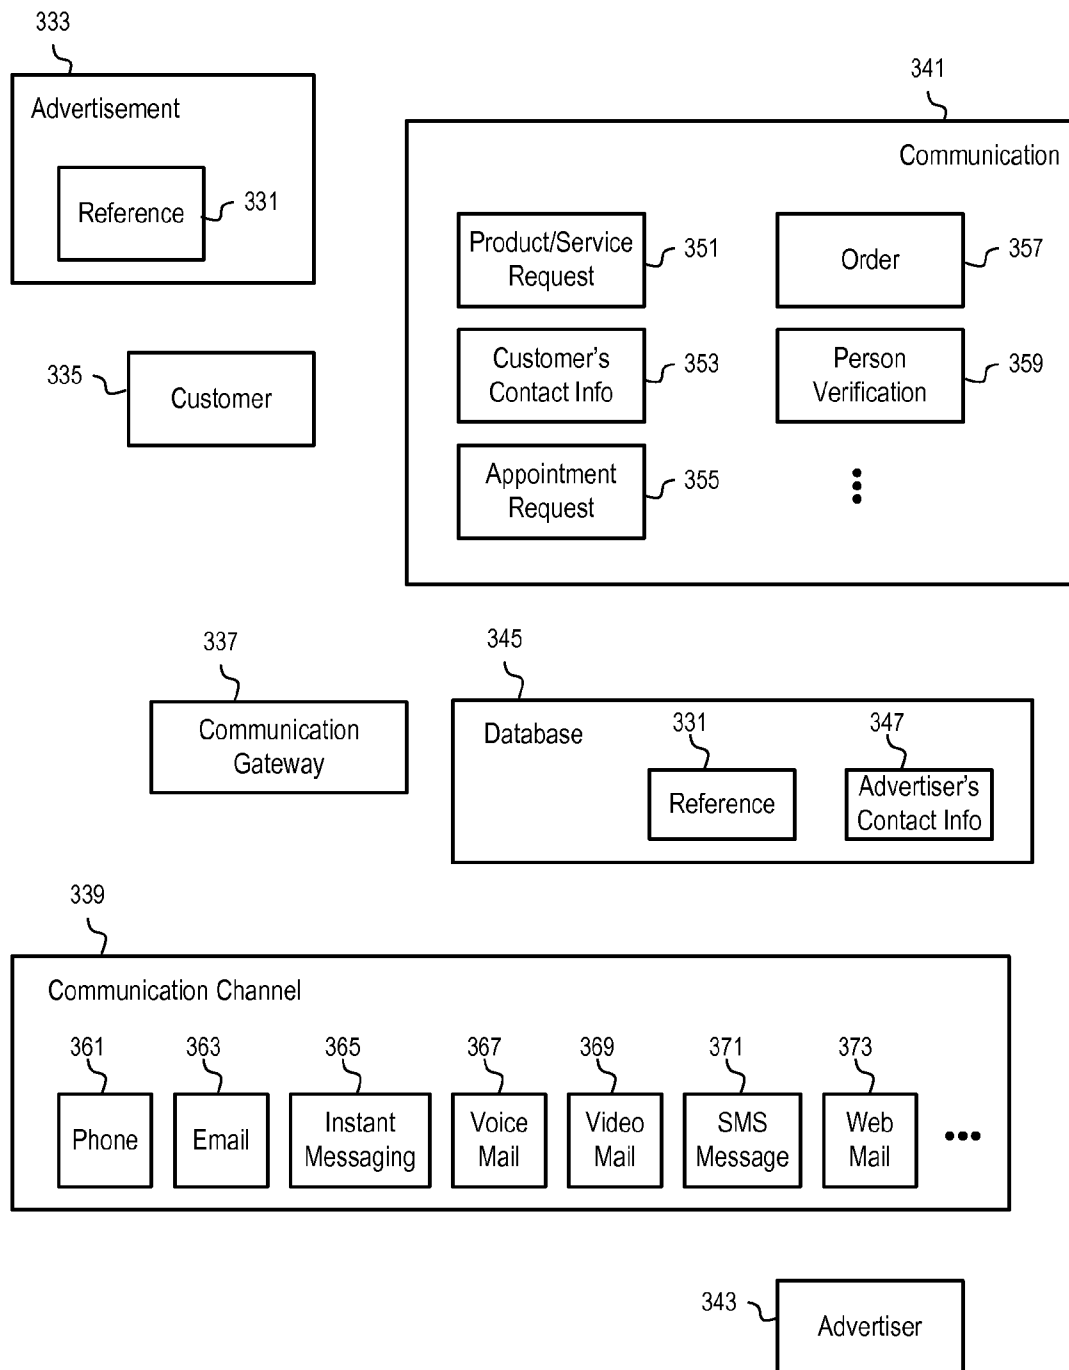 333
Advertisement
Reference
331
341
Communication
Product/Service
Request
351
Order
357
Customer's
Contact Info
353
Person
Verification
359
Appointment
Request
355
335
Customer
337
Communication
Gateway
345
Database
331
Reference
347
Advertiser's
Contact Info
339
Communication Channel
361
Phone
363
Email
365
Instant
Messaging
367
Voice
Mail
369
Video
Mail
371
SMS
Message
373
Web
Mail
343
Advertiser